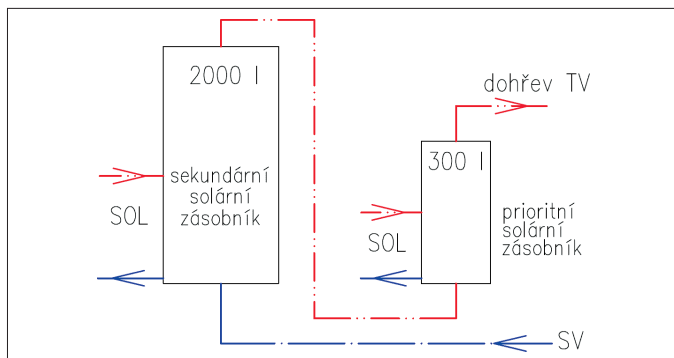 2000 l
sekundární
solární
zásobník
SOL
dohřev TV
300 l
SOL
prioritní
solární
zásobník
SV